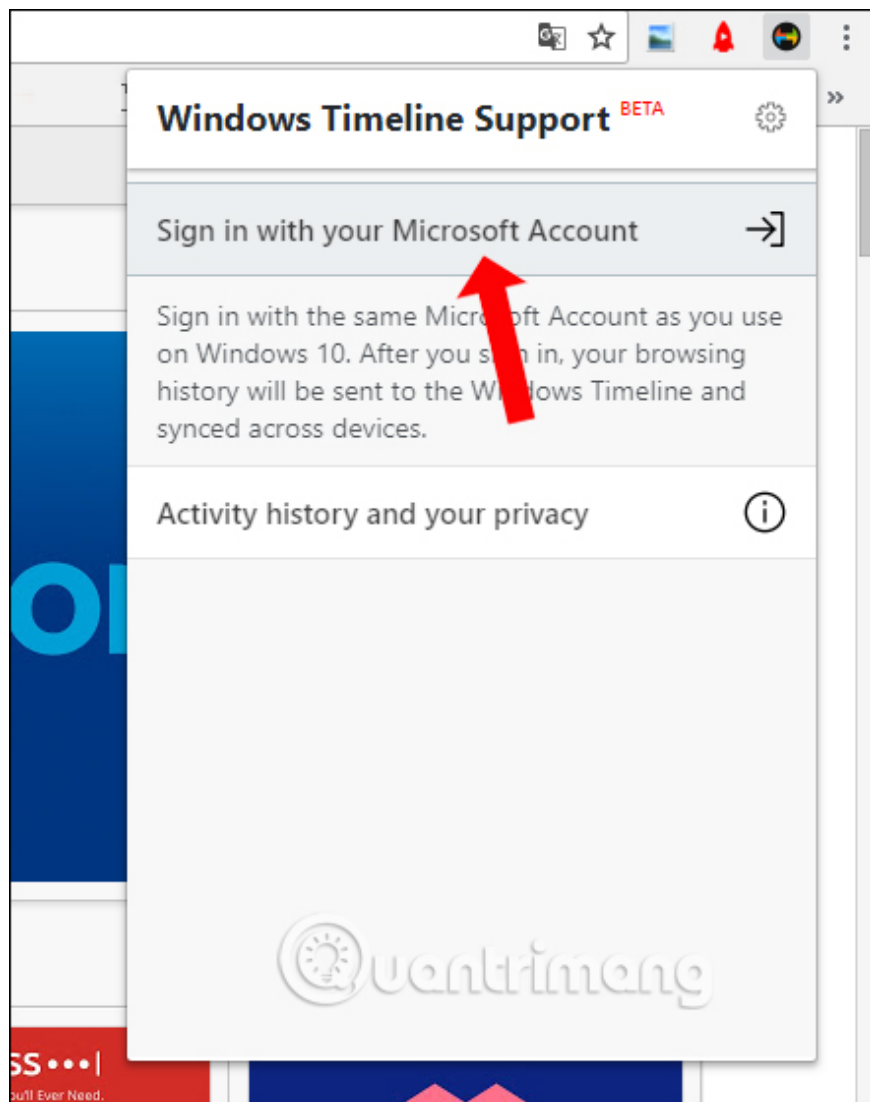 Windows Timeline Support BETA
Sign in with your Microsoft Account
Sign in with the same Microsoft Account as you use
on Windows 10. After you sign in, your browsing
history will be sent to the Windows Timeline and
synced across devices.
Activity history and your privacy
Quantrimang